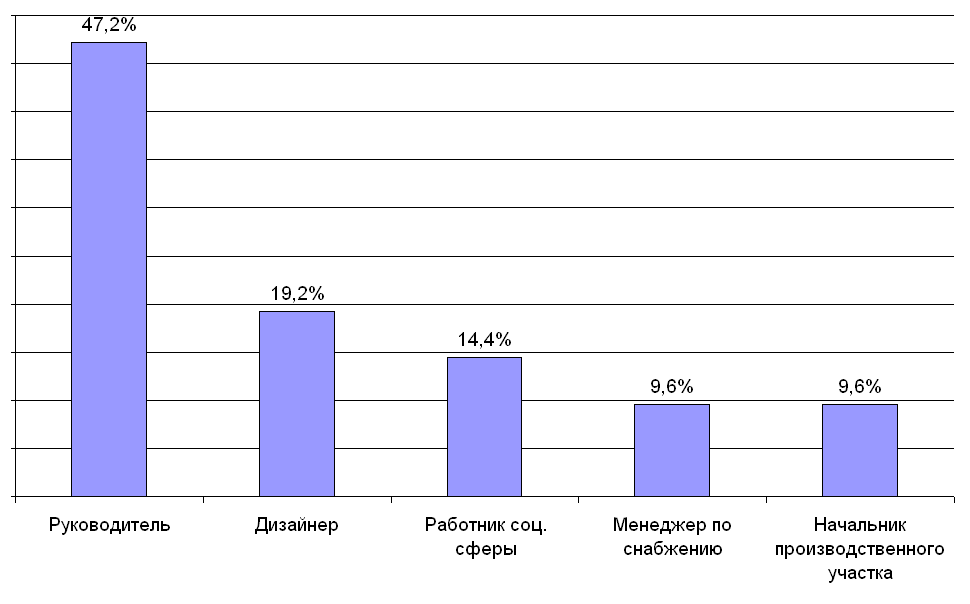 47,2%
19,2%
14,4%
9,6%
9,6%
Руководитель
Дизайнер
Работник соц.
сферы
Менеджер по
снабжению
Начальник
производственного
участка